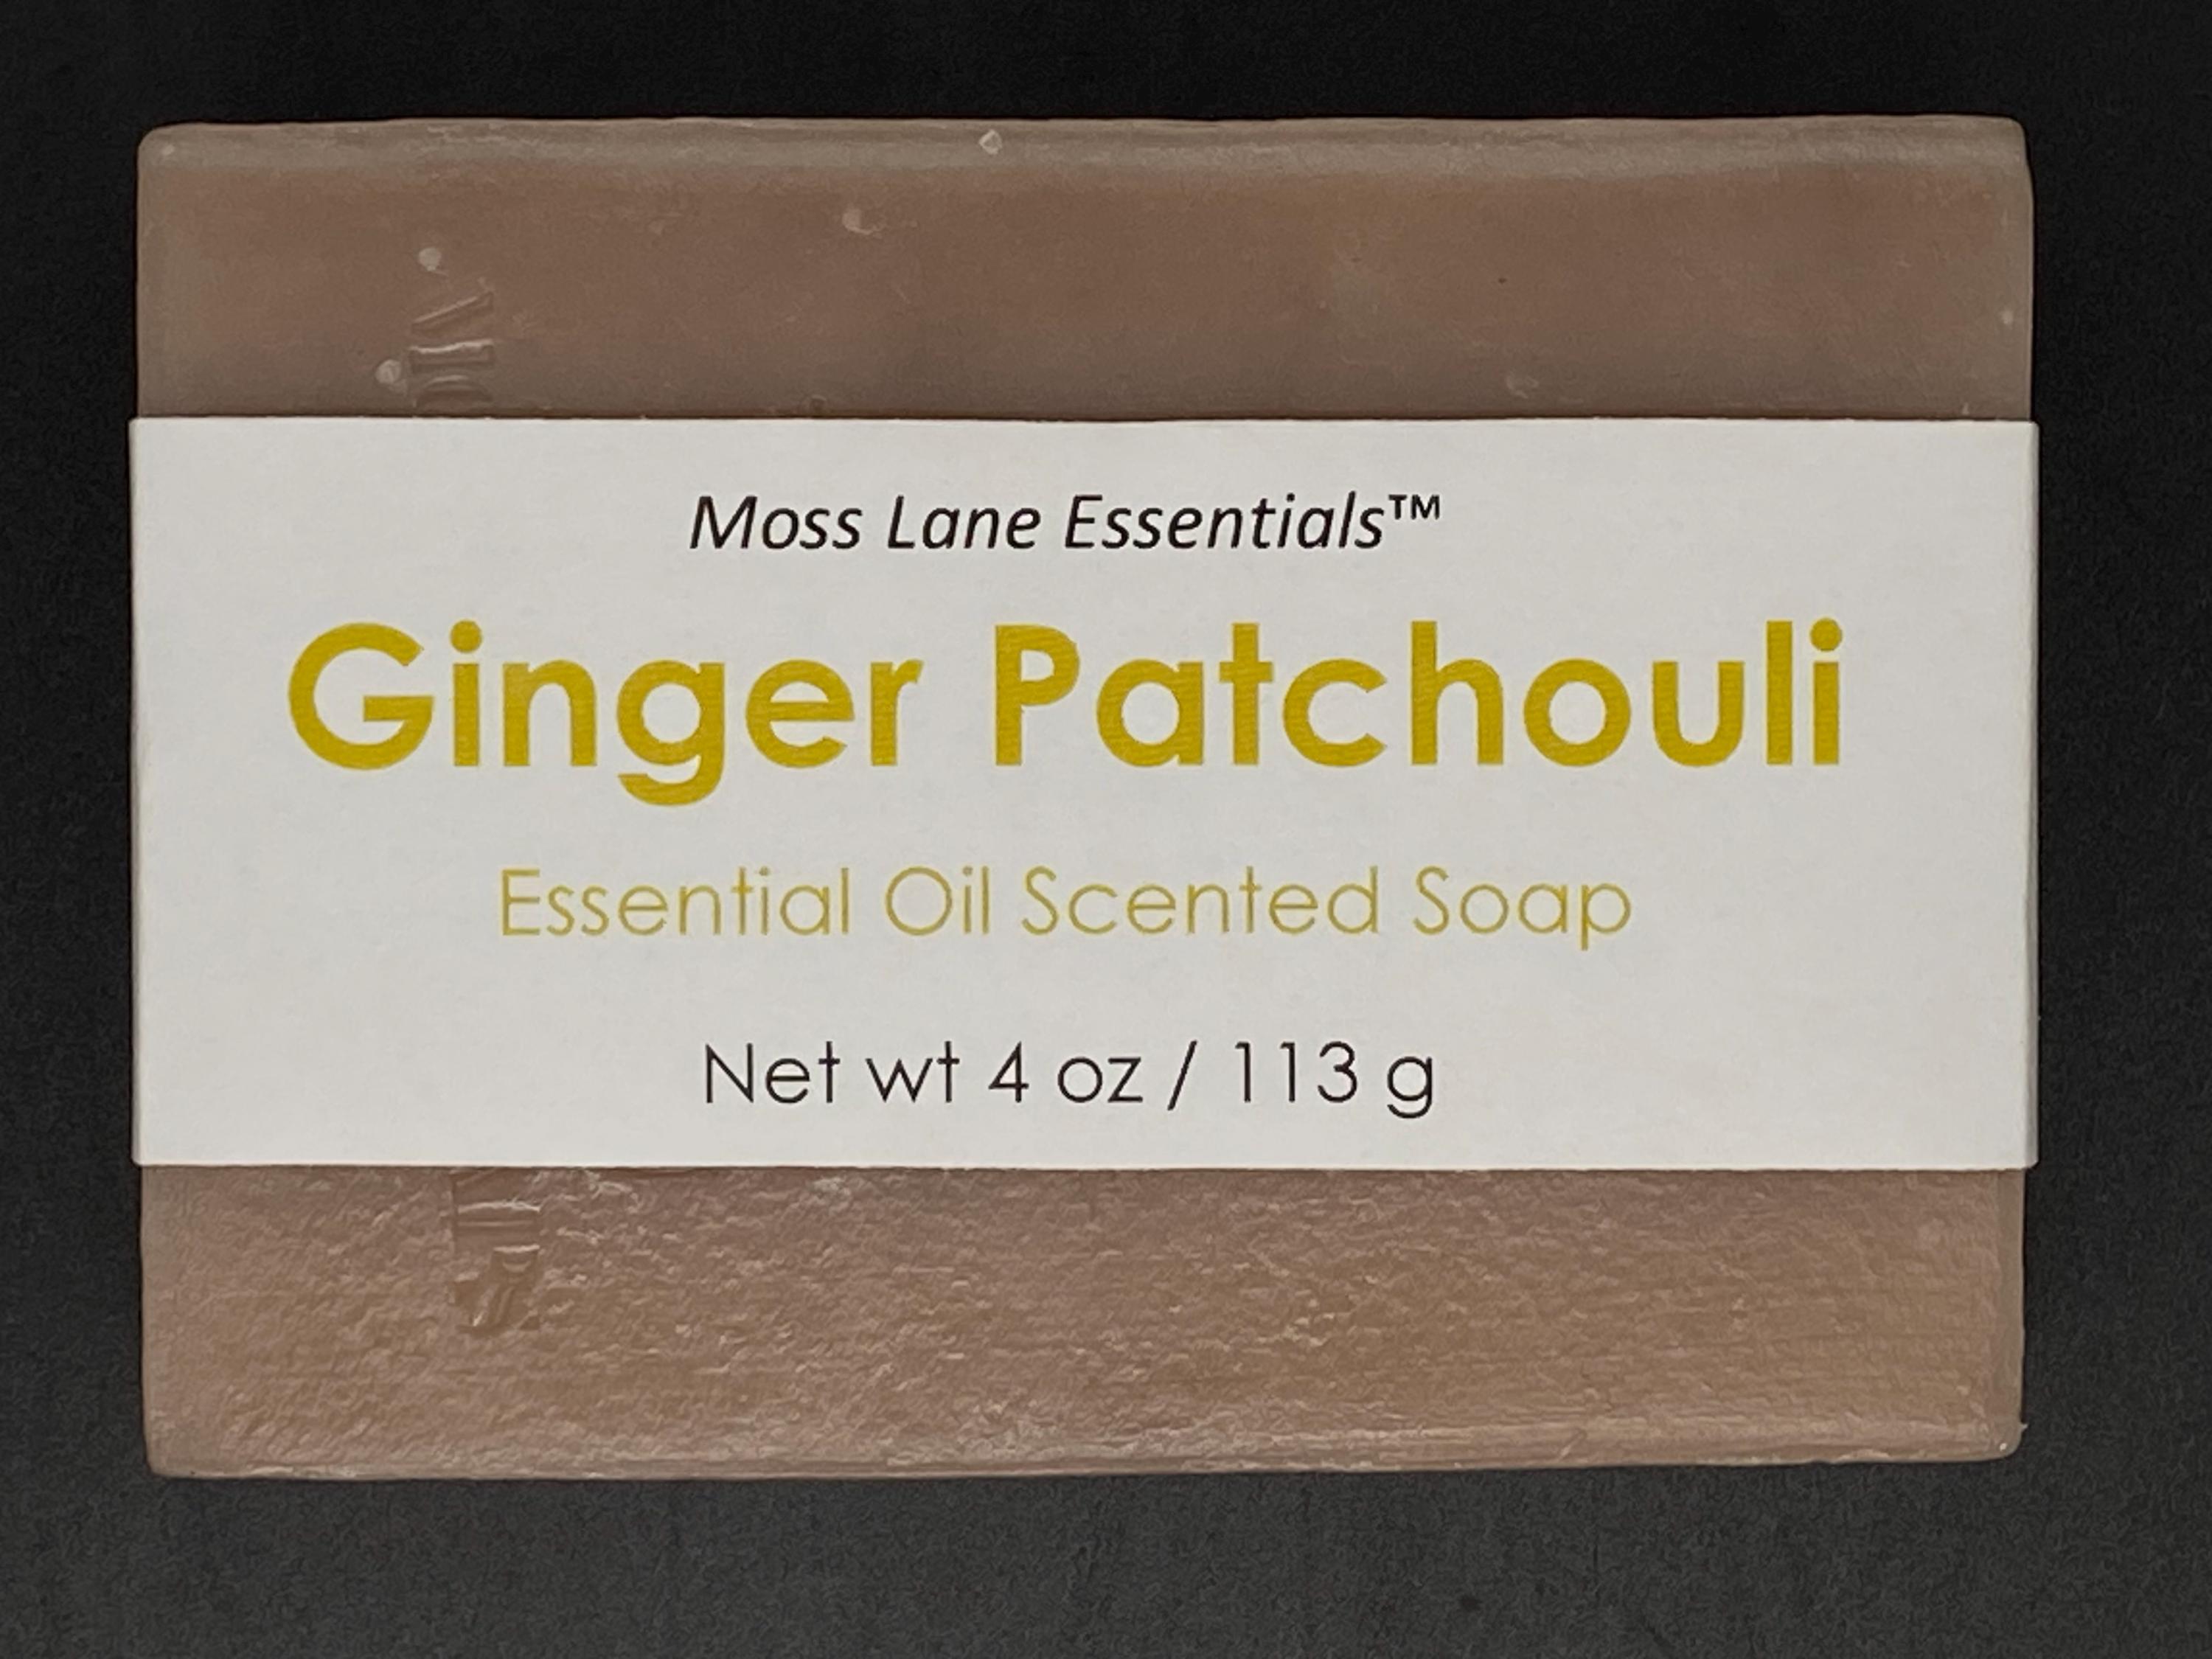 Moss Lane Essentials™
Ginger Patchouli
Essential Oil Scented Soap
Net wt 4 oz / 113 g